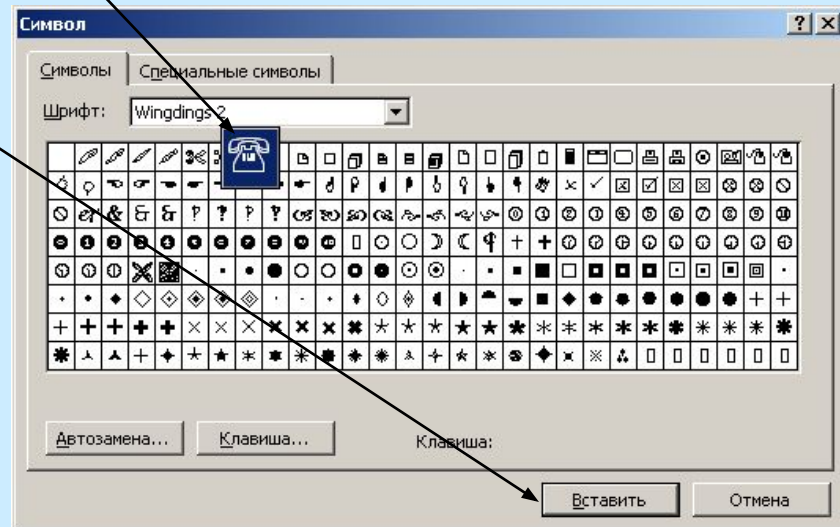 Символ
Символы Специальные символы
Шрифт: Wingdings 2
Автозамена... Клавиша... Клавиша:
Вставить Отмена